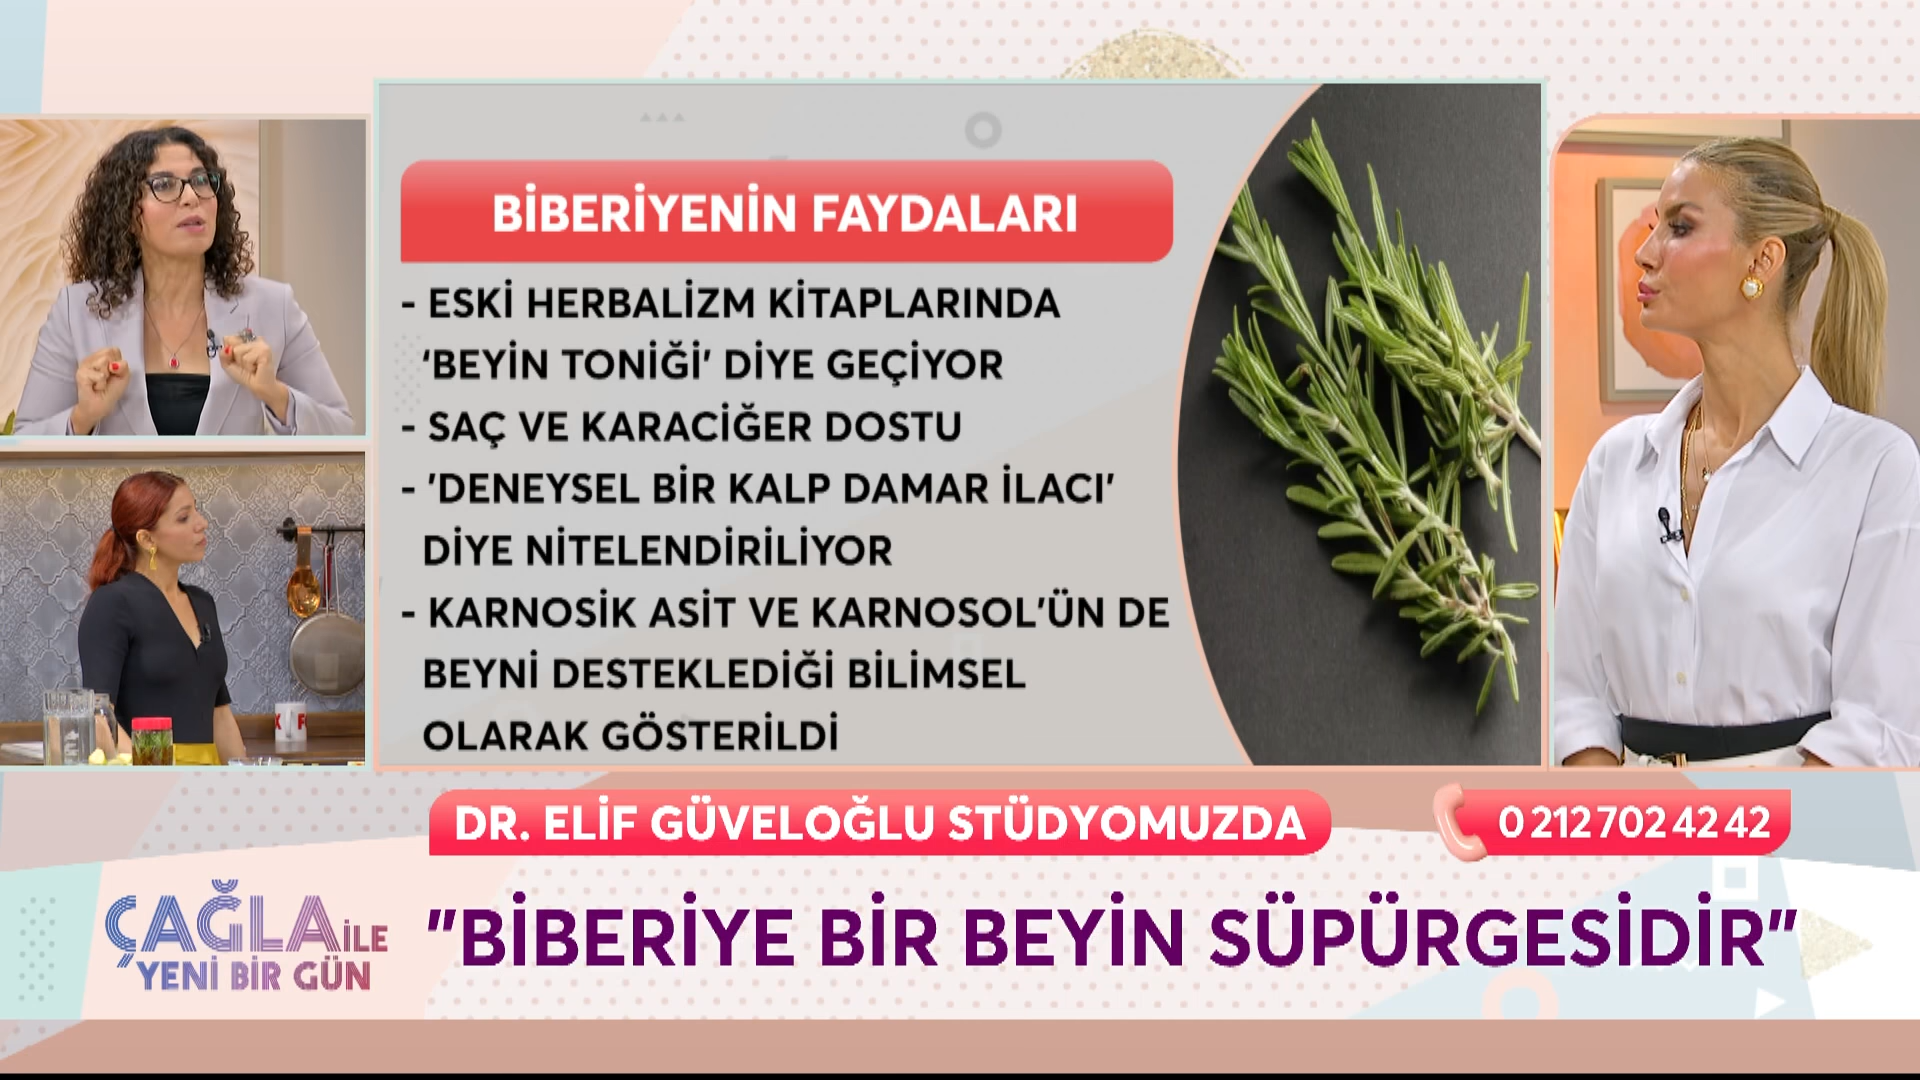 BİBERİYENİN FAYDALARI
- ESKİ HERBALİZM KİTAPLARINDA
‘BEYİN TONİĞİ’ DİYE GEÇİYOR
- SAÇ VE KARACİĞER DOSTU
- ’DENEYSEL BİR KALP DAMAR İLACI’
DİYE NİTELENDİRİLİYOR
- KARNOSİK ASİT VE KARNOSOL’ÜN DE
BEYNİ DESTEKLEDİĞİ BİLİMSEL
OLARAK GÖSTERİLDİ
DR. ELİF GÜVELOĞLU STÜDYOMUZDA
0 212 702 42 42
ÇAĞLA İLE
YENİ BİR GÜN
"BİBERİYE BİR BEYİN SÜPÜRGESİDİR"